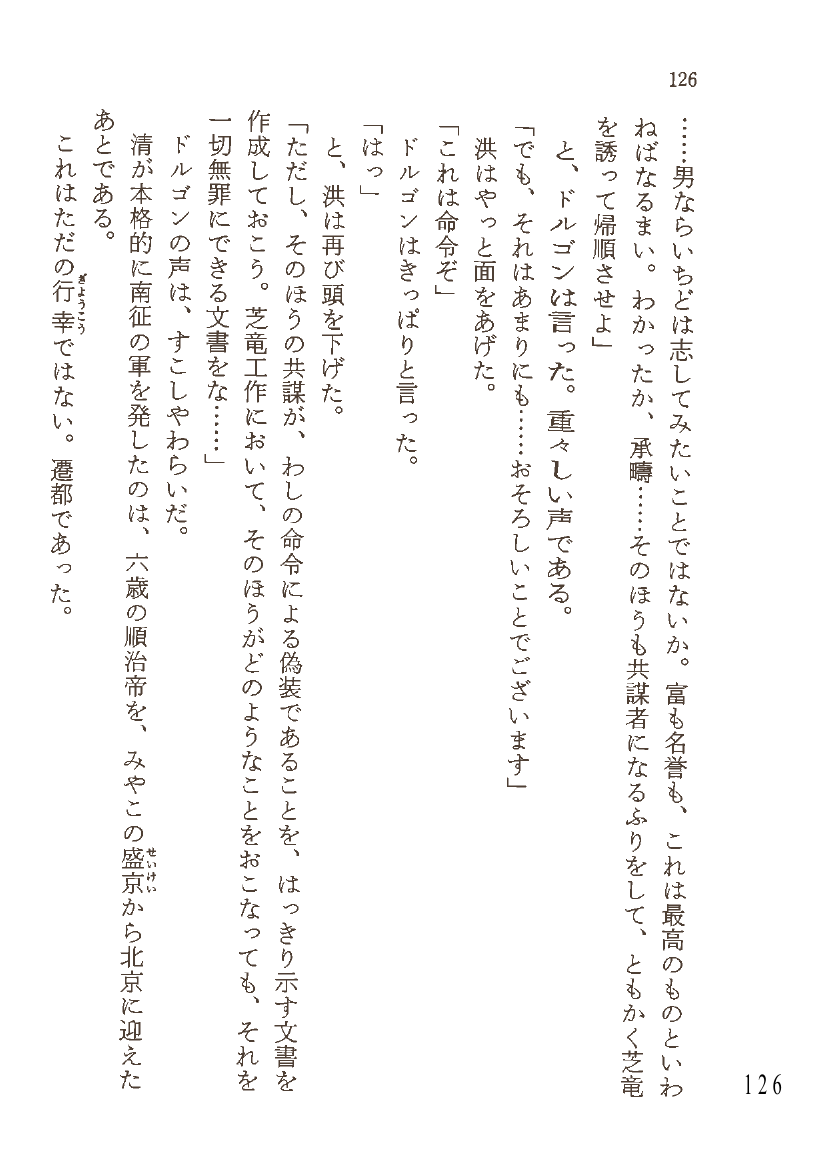 126
……男ならいちどは志してみたいことではないか。富も名誉も、これは最高のものといわ
ねばなるまい。わかったか、承疇……そのほうも共謀者になるふりをして、ともかく芝竜
を誘って帰順させよ」
と、ドルゴンは言った。重々しい声である。
「でも、それはあまりにも……おそろしいことでございます」
洪はやっと面をあげた。
「これは命令ぞ」
ドルゴンはきっぱりと言った。
「はっ」
と、洪は再び頭を下げた。
「ただし、そのほうの共謀が、わしの命令による偽装であることを、はっきり示す文書を
作成しておこう。芝竜工作において、そのほうがどのようなことをおこなっても、それを
一切無罪にできる文書をな……」
ドルゴンの声は、すこしやわらいだ。
清が本格的に南征の軍を発したのは、六歳の順治帝を、みやこの盛京から北京に迎えた
せいけい
あとである。
これはただの行幸ではない。遷都であった。
ぎようこう
126